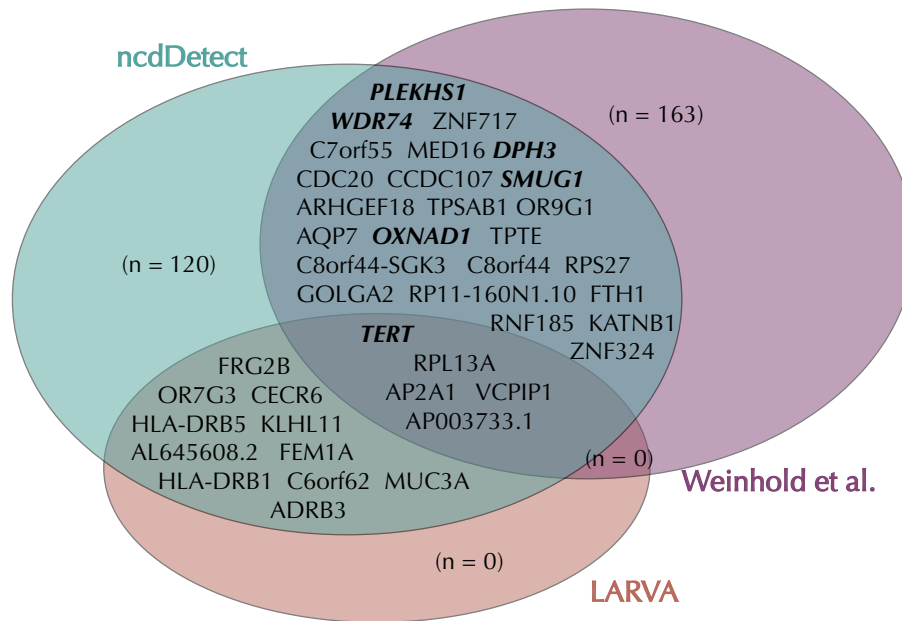 ncdDetect
PLEKHS1
WDR74 ZNF717
(n = 163)
C7orf55 MED16 DPH3
CDC20 CCDC107 SMUG1
ARHGEF18 TPSAB1 OR9G1
AQP7 OXNAD1 TPTE
(n = 120)
C8orf44-SGK3 C8orf44 RPS27
GOLGA2 RP11-160N1.10 FTH1
RNF185 KATNB1
ZNF324
TERT
RPL13A
AP2A1 VCPIP1
AP003733.1
FRG2B
OR7G3 CECR6
HLA-DRB5 KLHL11
AL645608.2 FEM1A
HLA-DRB1 C6orf62 MUC3A
ADRB3
(n = 0)
Weinhold et al.
(n = 0)
LARVA